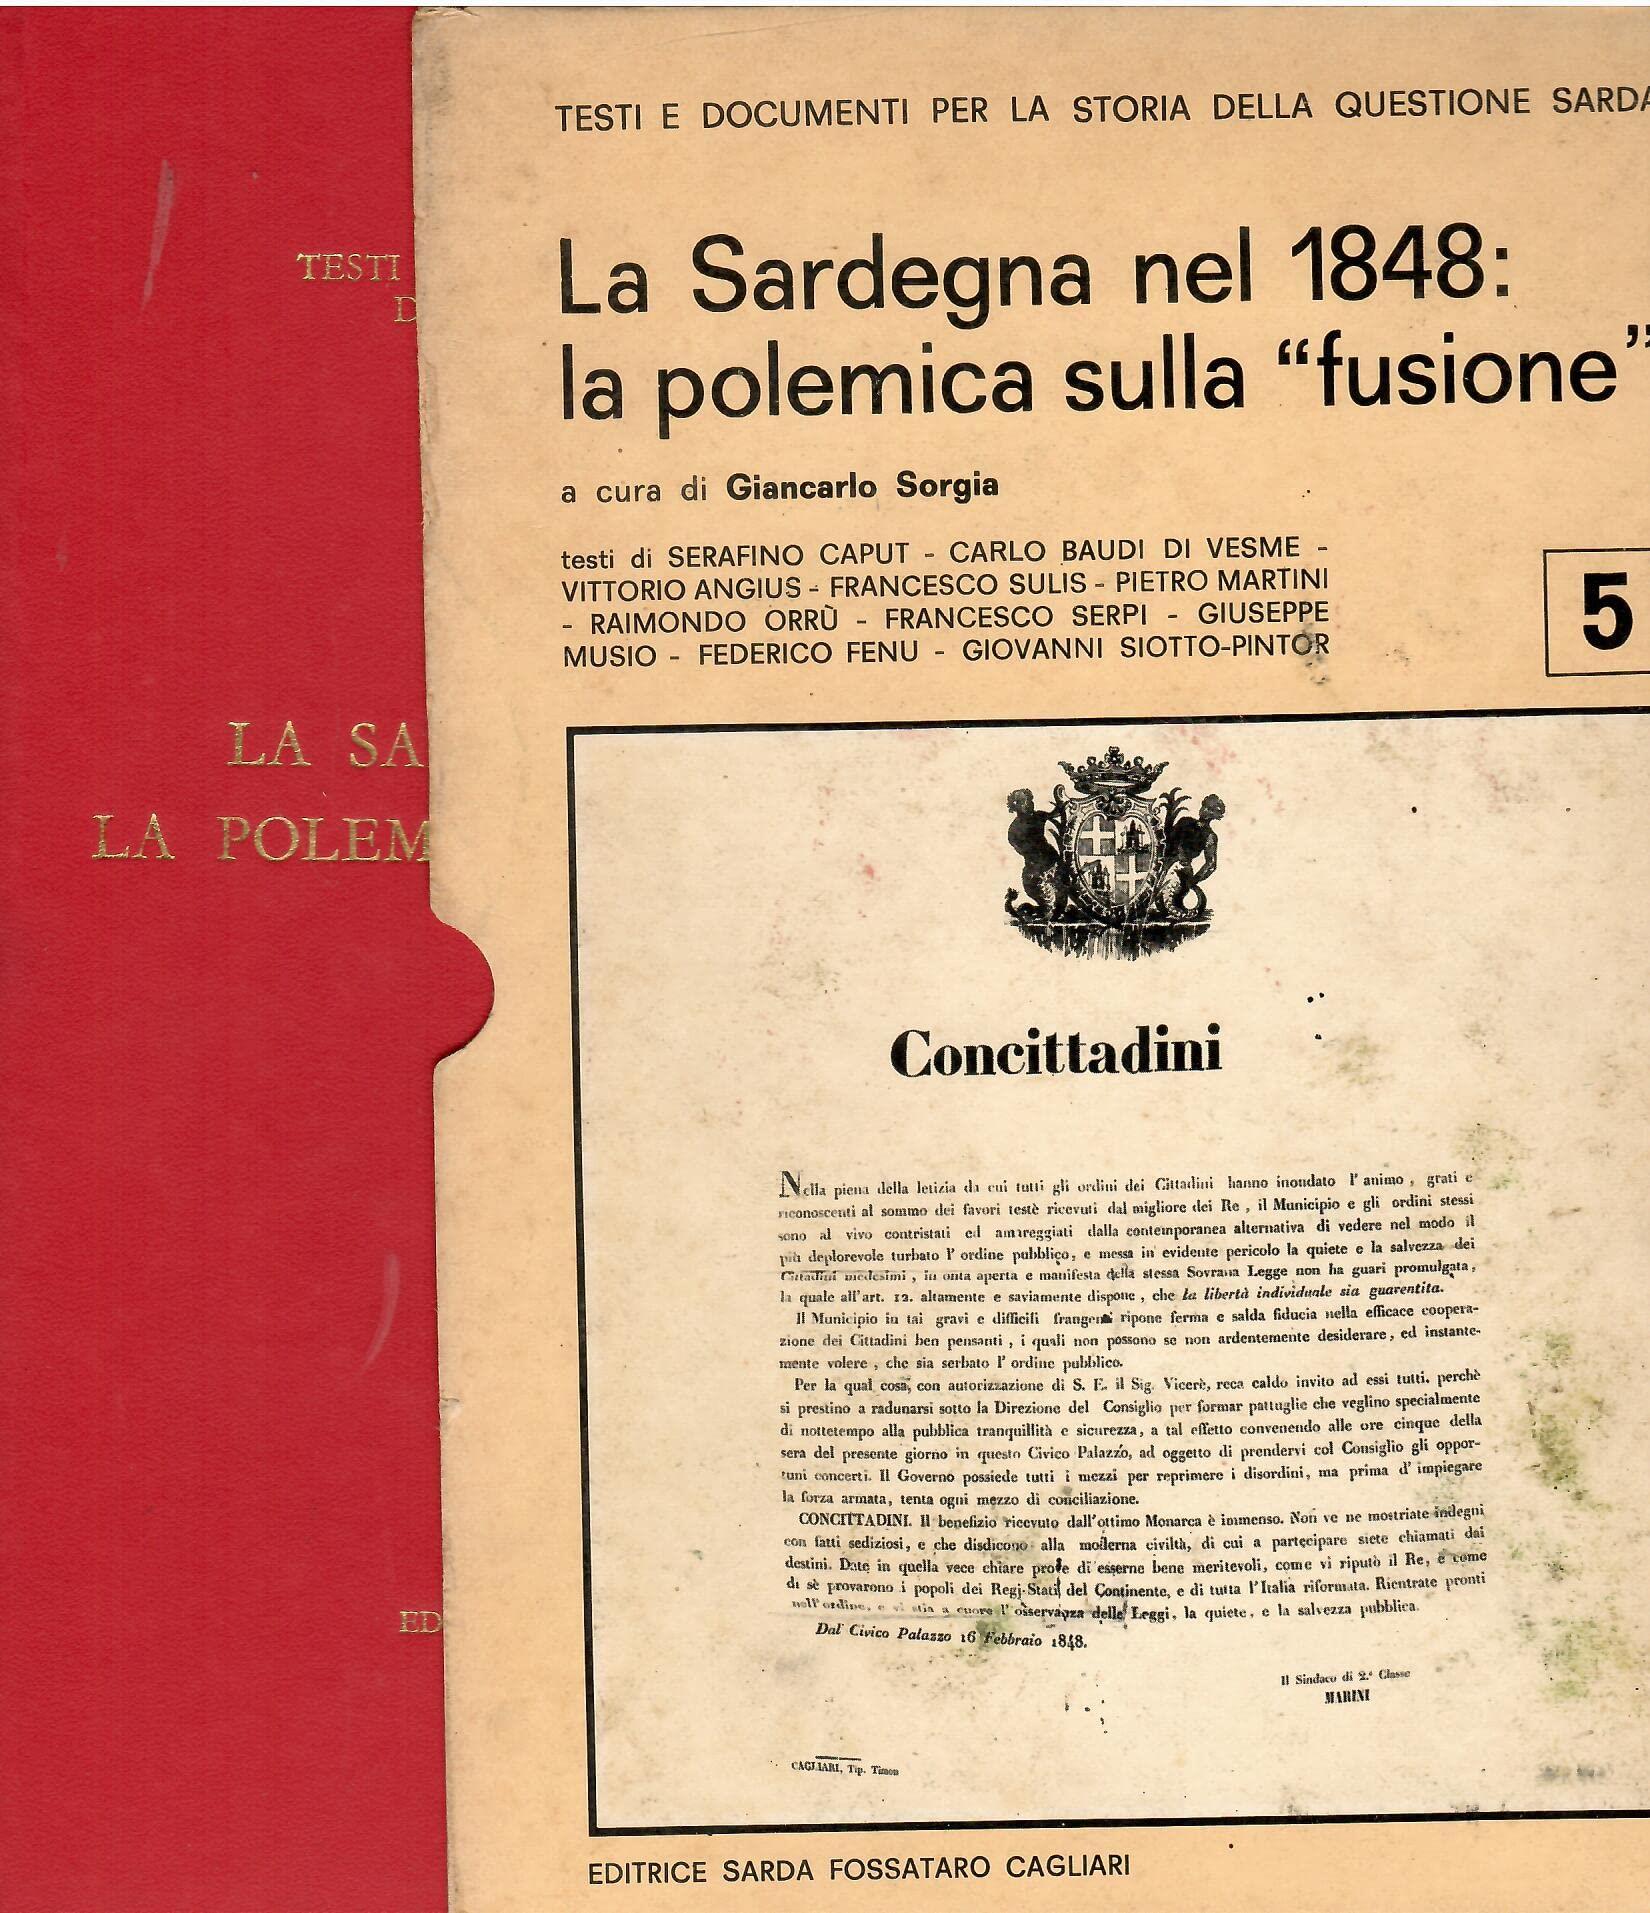 TESTI
D
LA SA
LA POLEM
ED
TESTI E DOCUMENTI PER LA STORIA DELLA QUESTIONE SARDA
La Sardegna nel 1848:
la polemica sulla “fusione”
a cura di Giancarlo Sorgia
testi di SERAFINO CAPUT - CARLO BAUDI DI VESME -
VITTORIO ANGIUS - FRANCESCO SULIS - PIETRO MARTINI
- RAIMONDO ORRÙ - FRANCESCO SERPI - GIUSEPPE
MUSIO - FEDERICO FENU - GIOVANNI SIOTTO-PINTOR
5
Concittadini
Nella piena della letizia da cui tutti gli ordini dei Cittadini hanno inondato l'animo, grati e
riconoscenti al sommo dei favori testè ricevuti dal migliore dei Re, il Municipio e gli ordini stessi
sono al vivo contristati ed amareggiati dalla contemporanea alternativa di vedere nel modo il
più deplorevole turbato l'ordine pubblico, e messa in evidente pericolo la quiete e la salvezza dei
Cittadini medesimi, in onta aperta e manifesta della stessa Sovrana Legge non ha guari promulgata,
la quale all'art. 12. altamente e saviamente dispone, che la libertà individuale sia guarentita.
Il Municipio in tai gravi e difficili frangenti ripone ferma e salda fiducia nella efficace coopera-
zione dei Cittadini ben pensanti, i quali non possono se non ardentemente desiderare, ed instante-
mente volere, che sia serbato l'ordine pubblico.
Per la qual cosa, con autorizzazione di S. E. il Sig. Vicerè, reca caldo invito ad essi tutti, perchè
si prestino a radunarsi sotto la Direzione del Consiglio per formar pattuglie che veglino specialmente
di nottetempo alla pubblica tranquillità e sicurezza, a tal effetto convenendo alle ore cinque della
sera del presente giorno in questo Civico Palazzo, ad oggetto di prendervi col Consiglio gli oppor-
tuni concerti. Il Governo possiede tutti i mezzi per reprimere i disordini, ma prima d'impiegare
la forza armata, tenta ogni mezzo di conciliazione.
CONCITTADINI. Il benefizio ricevuto dall'ottimo Monarca è immenso. Non ve ne mostriate indegni
con fatti sediziosi, e che disdicono alla moderna civiltà, di cui a partecipare siete chiamati dai
destini. Date in quella vece chiare prove di esserne bene meritevoli, come vi riputò il Re, e come
di sè provarono i popoli dei Regj Stati del Continente, e di tutta l'Italia riformata. Rientrate pronti
nell'ordine, e vi stia a cuore l'osservanza delle Leggi, la quiete, e la salvezza pubblica.
Dal Civico Palazzo 16 Febbraio 1848.
Il Sindaco di 2.ª Classe
MARINI
CAGLIARI, Tip. Timon
EDITRICE SARDA FOSSATARO CAGLIARI